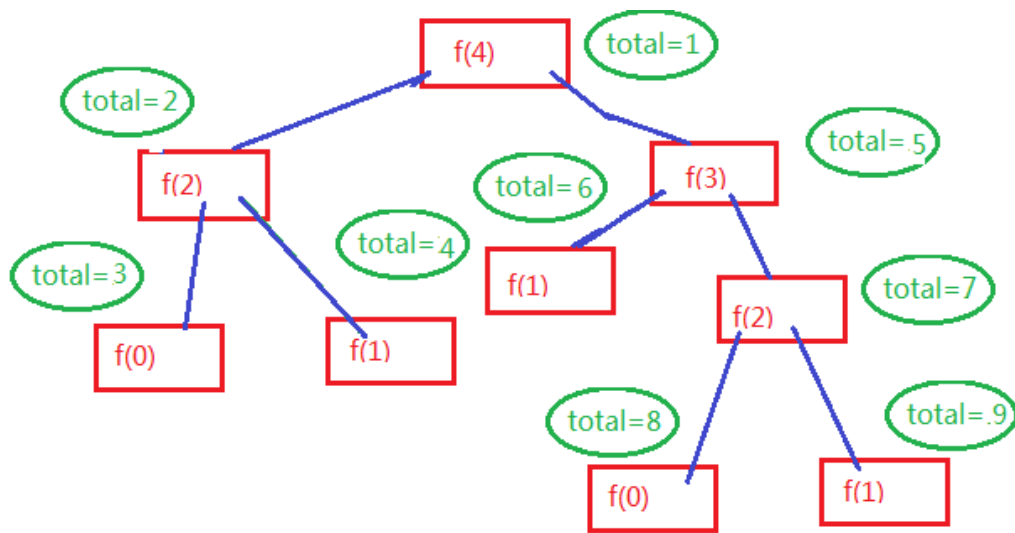 f(4)
total=1
total=2
f(2)
total=3
total=4
f(0)
f(1)
f(3)
total=.5
total=6
f(1)
f(2)
total=7
total=8
total=.9
f(0)
f(1)